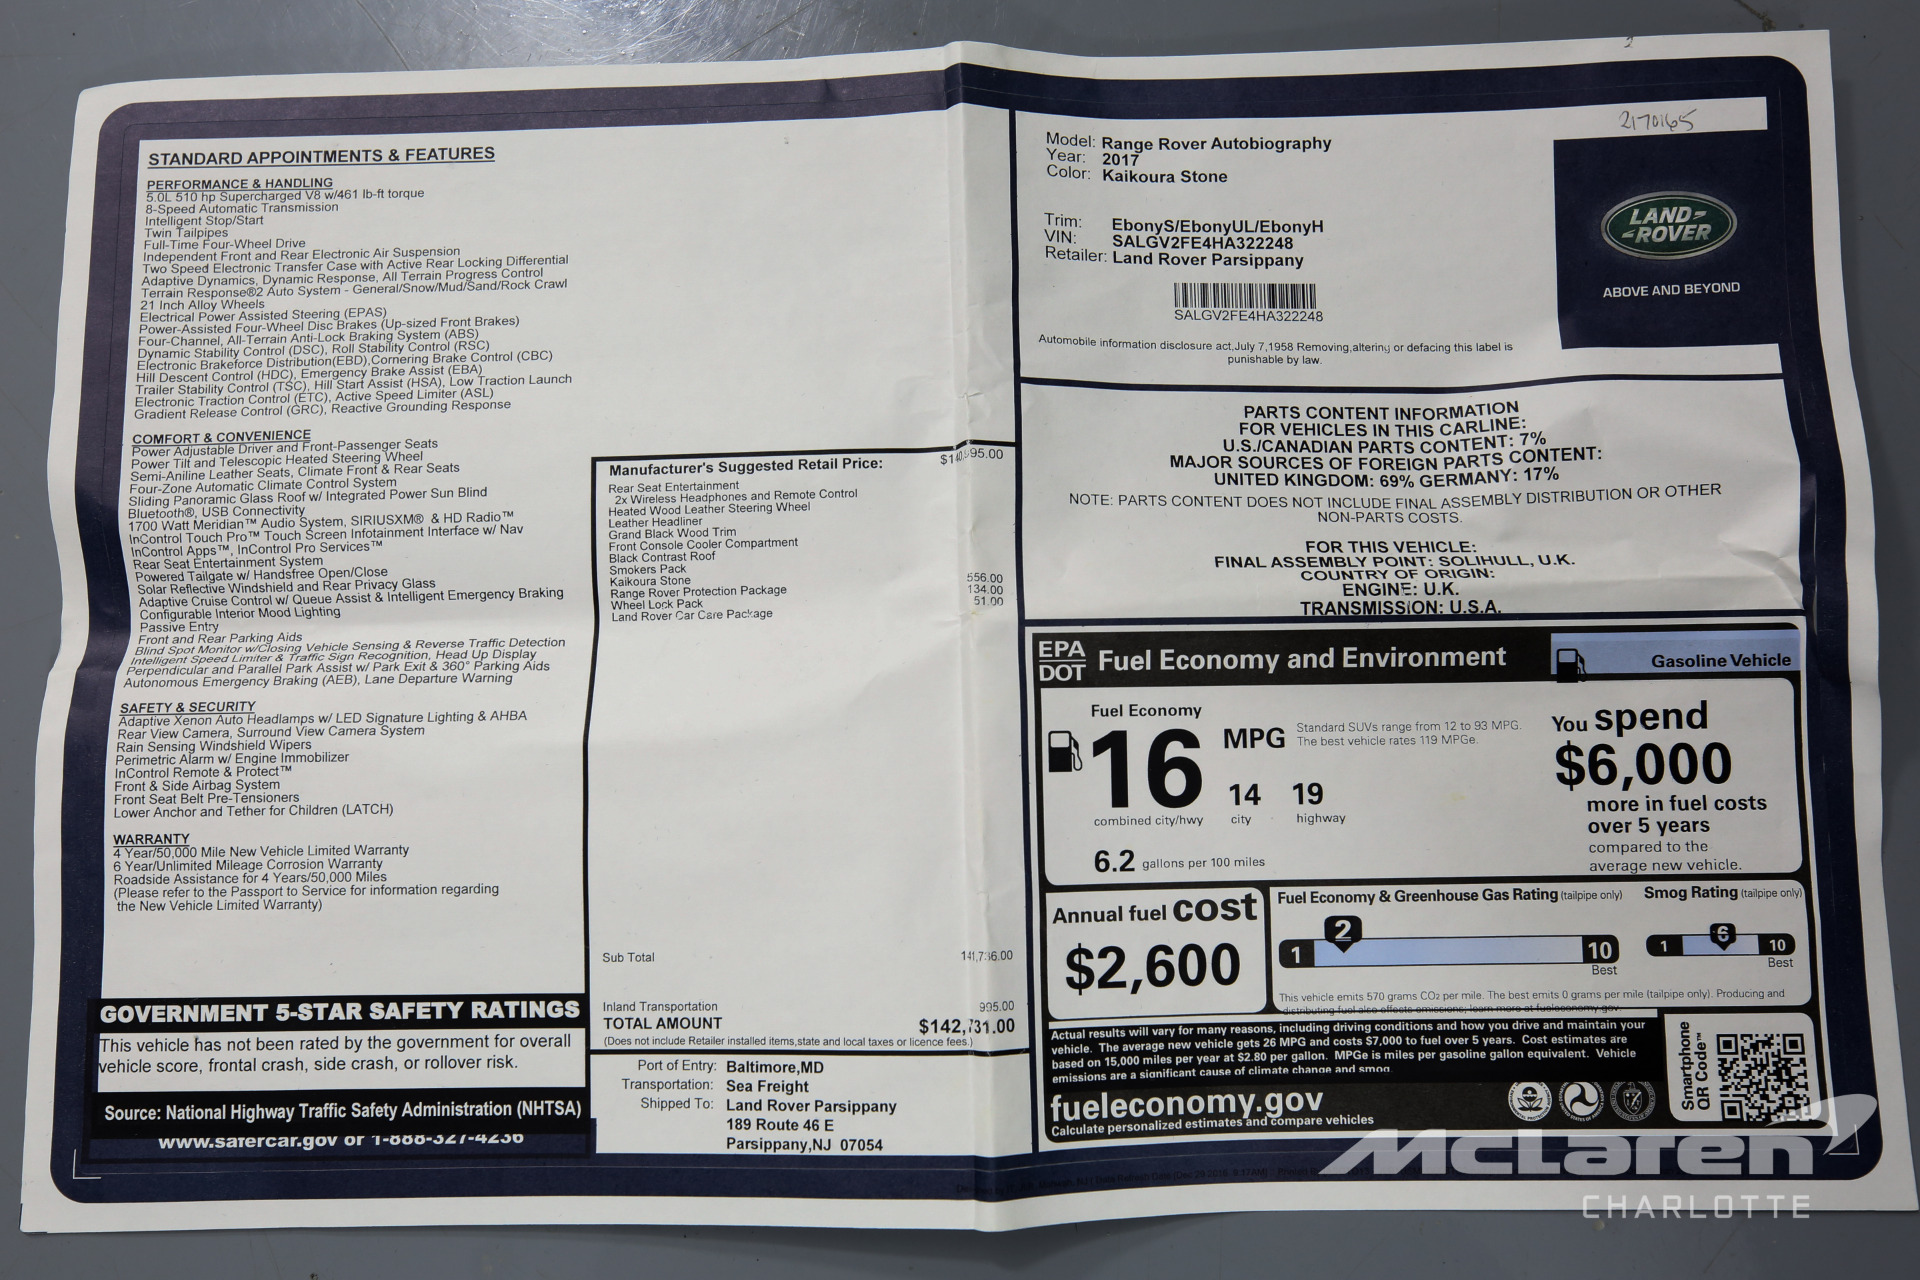 STANDARD APPOINTMENTS & FEATURES
PERFORMANCE & HANDLING
5.0L 510 hp Supercharged V8 w/461 lb-ft torque
8-Speed Automatic Transmission
Intelligent Stop/Start
Twin Tailpipes
Full-Time Four-Wheel Drive
Independent Front and Rear Electronic Air Suspension
Two Speed Electronic Transfer Case with Active Rear Locking Differential
Adaptive Dynamics, Dynamic Response, All Terrain Progress Control
Terrain Response®2 Auto System - General/Snow/Mud/Sand/Rock Crawl
21 Inch Alloy Wheels
Electrical Power Assisted Steering (EPAS)
Power-Assisted Four-Wheel Disc Brakes (Up-sized Front Brakes)
Four-Channel, All-Terrain Anti-Lock Braking System (ABS)
Dynamic Stability Control (DSC), Roll Stability Control (RSC)
Electronic Brakeforce Distribution(EBD) Cornering Brake Control (CBC)
Hill Descent Control (HDC), Emergency Brake Assist (EBA)
Trailer Stability Control (TSC), Hill Start Assist (HSA), Low Traction Launch
Electronic Traction Control (ETC), Active Speed Limiter (ASL)
Gradient Release Control (GRC), Reactive Grounding Response
COMFORT & CONVENIENCE
Power Adjustable Driver and Front-Passenger Seats
Power Tilt and Telescopic Heated Steering Wheel
Semi-Aniline Leather Seats, Climate Front & Rear Seats
Four-Zone Automatic Climate Control System
Sliding Panoramic Glass Roof w/ Integrated Power Sun Blind
Bluetooth®, USB Connectivity
1700 Watt Meridian™ Audio System, SIRIUSXM® & HD Radio™
InControl Touch Pro™ Touch Screen Infotainment Interface w/ Nav
InControl Apps™, InControl Pro Services™
Rear Seat Entertainment System
Powered Tailgate w/ Handsfree Open/Close
Solar Reflective Windshield and Rear Privacy Glass
Adaptive Cruise Control w/ Queue Assist & Intelligent Emergency Braking
Configurable Interior Mood Lighting
Passive Entry
Front and Rear Parking Aids
Blind Spot Monitor w/Closing Vehicle Sensing & Reverse Traffic Detection
Intelligent Speed Limiter & Traffic Sign Recognition, Head Up Display
Perpendicular and Parallel Park Assist w/ Park Exit & 360° Parking Aids
Autonomous Emergency Braking (AEB), Lane Departure Warning
SAFETY & SECURITY
Adaptive Xenon Auto Headlamps w/ LED Signature Lighting & AHBA
Rear View Camera, Surround View Camera System
Rain Sensing Windshield Wipers
Perimetric Alarm w/ Engine Immobilizer
InControl Remote & Protect™
Front & Side Airbag System
Front Seat Belt Pre-Tensioners
Lower Anchor and Tether for Children (LATCH)
WARRANTY
4 Year/50,000 Mile New Vehicle Limited Warranty
6 Year/Unlimited Mileage Corrosion Warranty
Roadside Assistance for 4 Years/50,000 Miles
(Please refer to the Passport to Service for information regarding
the New Vehicle Limited Warranty)
GOVERNMENT 5-STAR SAFETY RATINGS
This vehicle has not been rated by the government for overall
vehicle score, frontal crash, side crash, or rollover risk.
Source: National Highway Traffic Safety Administration (NHTSA)
www.safercar.gov or 1-888-327-4236
Manufacturer's Suggested Retail Price: $140,995.00
Rear Seat Entertainment
2x Wireless Headphones and Remote Control
Heated Wood Leather Steering Wheel
Leather Headliner
Grand Black Wood Trim
Front Console Cooler Compartment
Black Contrast Roof
Smokers Pack
Kaikoura Stone 556.00
Range Rover Protection Package 134.00
Wheel Lock Pack 51.00
Land Rover Car Care Package
Sub Total 141,736.00
Inland Transportation 995.00
TOTAL AMOUNT $142,731.00
(Does not include Retailer installed items,state and local taxes or licence fees.)
Port of Entry: Baltimore,MD
Transportation: Sea Freight
Shipped To: Land Rover Parsippany
189 Route 46 E
Parsippany,NJ 07054
2170165
Model: Range Rover Autobiography
Year: 2017
Color: Kaikoura Stone
Trim: EbonyS/EbonyUL/EbonyH
VIN: SALGV2FE4HA322248
Retailer: Land Rover Parsippany
SALGV2FE4HA322248
Automobile information disclosure act,July 7,1958 Removing,altering or defacing this label is
punishable by law.
LAND-
-ROVER
ABOVE AND BEYOND
PARTS CONTENT INFORMATION
FOR VEHICLES IN THIS CARLINE:
U.S./CANADIAN PARTS CONTENT: 7%
MAJOR SOURCES OF FOREIGN PARTS CONTENT:
UNITED KINGDOM: 69% GERMANY: 17%
NOTE: PARTS CONTENT DOES NOT INCLUDE FINAL ASSEMBLY DISTRIBUTION OR OTHER
NON-PARTS COSTS.
FOR THIS VEHICLE:
FINAL ASSEMBLY POINT: SOLIHULL, U.K.
COUNTRY OF ORIGIN:
ENGINE: U.K.
TRANSMISSION: U.S.A.
EPA
DOT
Fuel Economy and Environment
Gasoline Vehicle
Fuel Economy
16 MPG
Standard SUVs range from 12 to 93 MPG.
The best vehicle rates 119 MPGe.
14 19
combined city/hwy city highway
6.2 gallons per 100 miles
You spend
$6,000
more in fuel costs
over 5 years
compared to the
average new vehicle.
Annual fuel cost
$2,600
Fuel Economy & Greenhouse Gas Rating (tailpipe only)
2
1 10
Best
Smog Rating (tailpipe only)
6
1 10
Best
This vehicle emits 570 grams CO2 per mile. The best emits 0 grams per mile (tailpipe only). Producing and
distributing fuel also effects emissions; learn more at fueleconomy.gov.
Actual results will vary for many reasons, including driving conditions and how you drive and maintain your
vehicle. The average new vehicle gets 26 MPG and costs $7,000 to fuel over 5 years. Cost estimates are
based on 15,000 miles per year at $2.80 per gallon. MPGe is miles per gasoline gallon equivalent. Vehicle
emissions are a significant cause of climate change and smog.
fueleconomy.gov
Calculate personalized estimates and compare vehicles
Smartphone
QR Code™
McLaren
CHARLOTTE